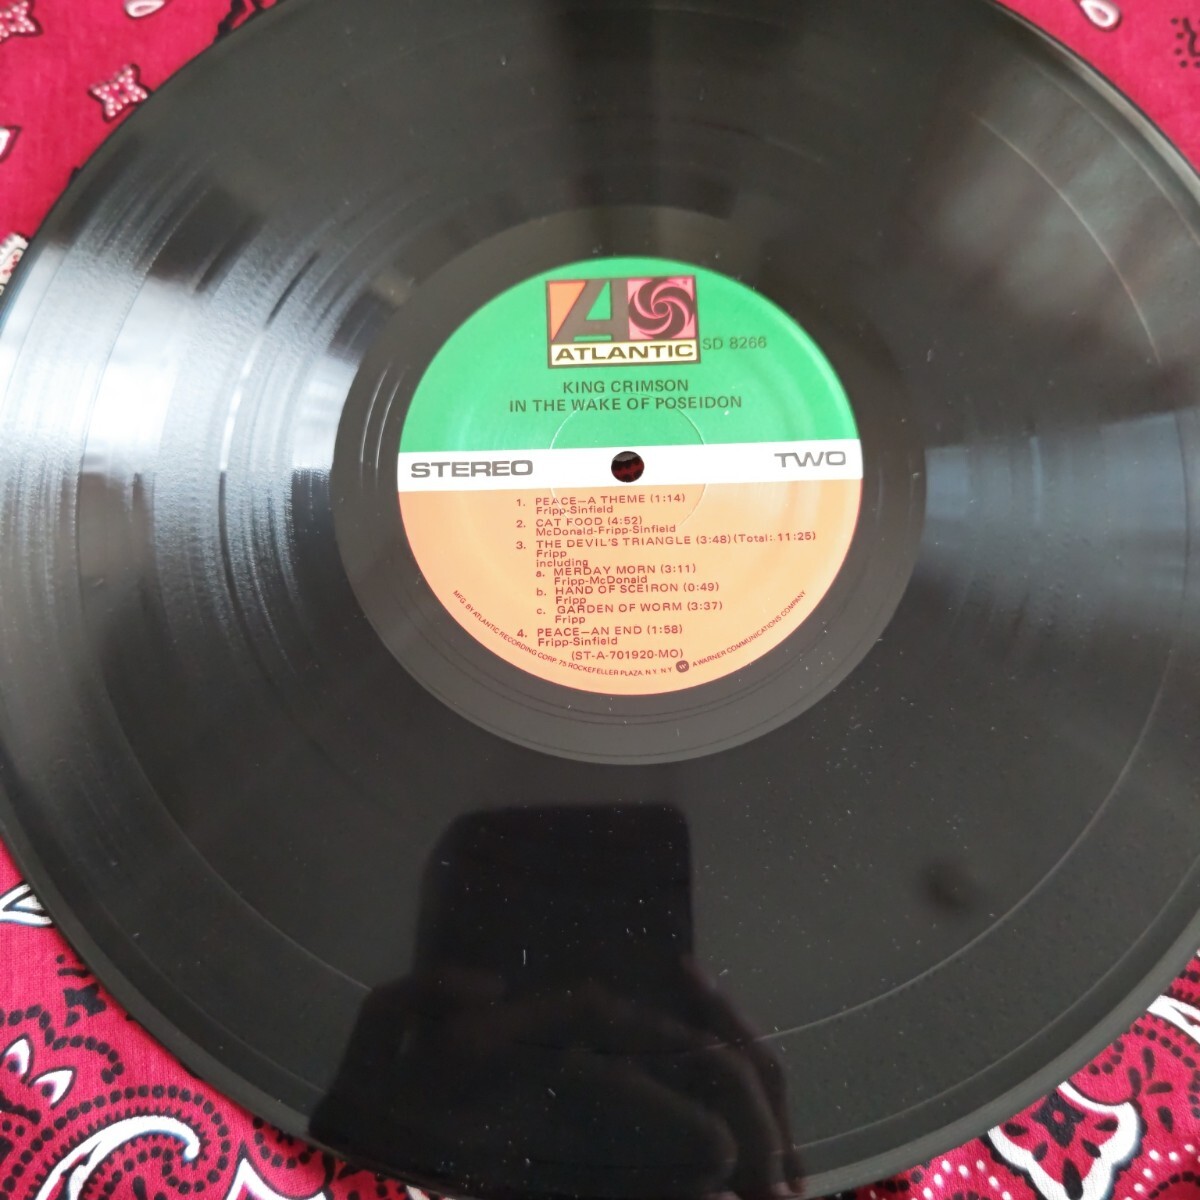 ATLANTIC
SD 8266
KING CRIMSON
IN THE WAKE OF POSEIDON
STEREO
TWO
1. PEACE—A THEME (1:14)
Fripp-Sinfield
2. CAT FOOD (4:52)
McDonald-Fripp-Sinfield
3. THE DEVIL'S TRIANGLE (3:48)(Total: 11:25)
Fripp
including
a. MERDAY MORN (3:11)
Fripp-McDonald
b. HAND OF SCEIRON (0:49)
Fripp
c. GARDEN OF WORM (3:37)
Fripp
4. PEACE—AN END (1:58)
Fripp-Sinfield
(ST-A-701920-MO)
MFG. BY ATLANTIC RECORDING CORP. 75 ROCKEFELLER PLAZA, N.Y. N.Y. A WARNER COMMUNICATIONS COMPANY